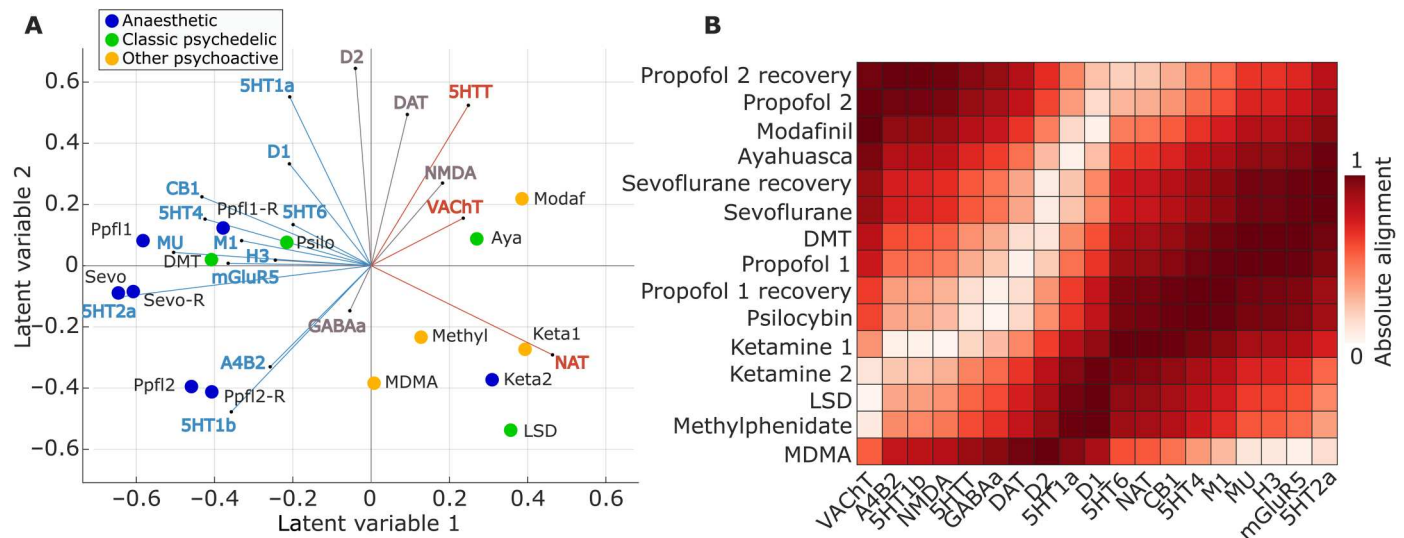 A
Anaesthetic
Classic psychedelic
Other psychoactive
0.6
0.4
0.2
0
−0.2
−0.4
−0.6
Latent variable 2
D2
5HT1a
DAT
5HTT
D1
NMDA
CB1
Ppfl1-R
5HT4
5HT6
VAChT
Modaf
Ppfl1
MU
M1
Psilo
Aya
DMT
H3
mGluR5
Sevo
Sevo-R
5HT2a
GABAa
Methyl
Keta1
NAT
A4B2
Ppfl2
Ppfl2-R
MDMA
Keta2
5HT1b
LSD
−0.6
−0.4
−0.2
0
0.2
0.4
0.6
Latent variable 1
B
Propofol 2 recovery
Propofol 2
Modafinil
Ayahuasca
Sevoflurane recovery
Sevoflurane
DMT
Propofol 1
Propofol 1 recovery
Psilocybin
Ketamine 1
Ketamine 2
LSD
Methylphenidate
MDMA
VAChT
A4B2
5HT1b
NMDA
5HTT
GABAa
DAT
D2
5HT1a
D1
5HT6
NAT
CB1
5HT4
M1
MU
H3
mGluR5
5HT2a
1
0
Absolute alignment